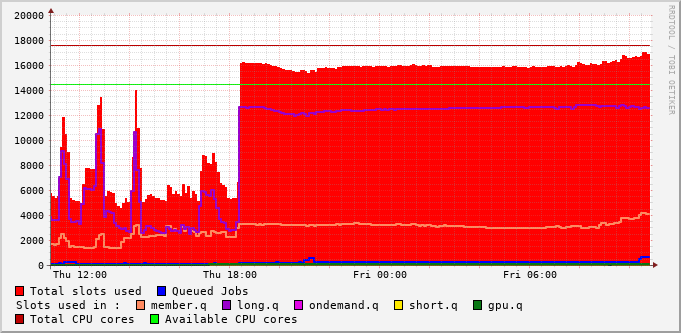 RRDTOOL / TOBI OETIKER
20000
18000
16000
14000
12000
10000
8000
6000
4000
2000
0
Thu 12:00 Thu 18:00 Fri 00:00 Fri 06:00
Total slots used Queued Jobs
Slots used in : member.q long.q ondemand.q short.q gpu.q
Total CPU cores Available CPU cores